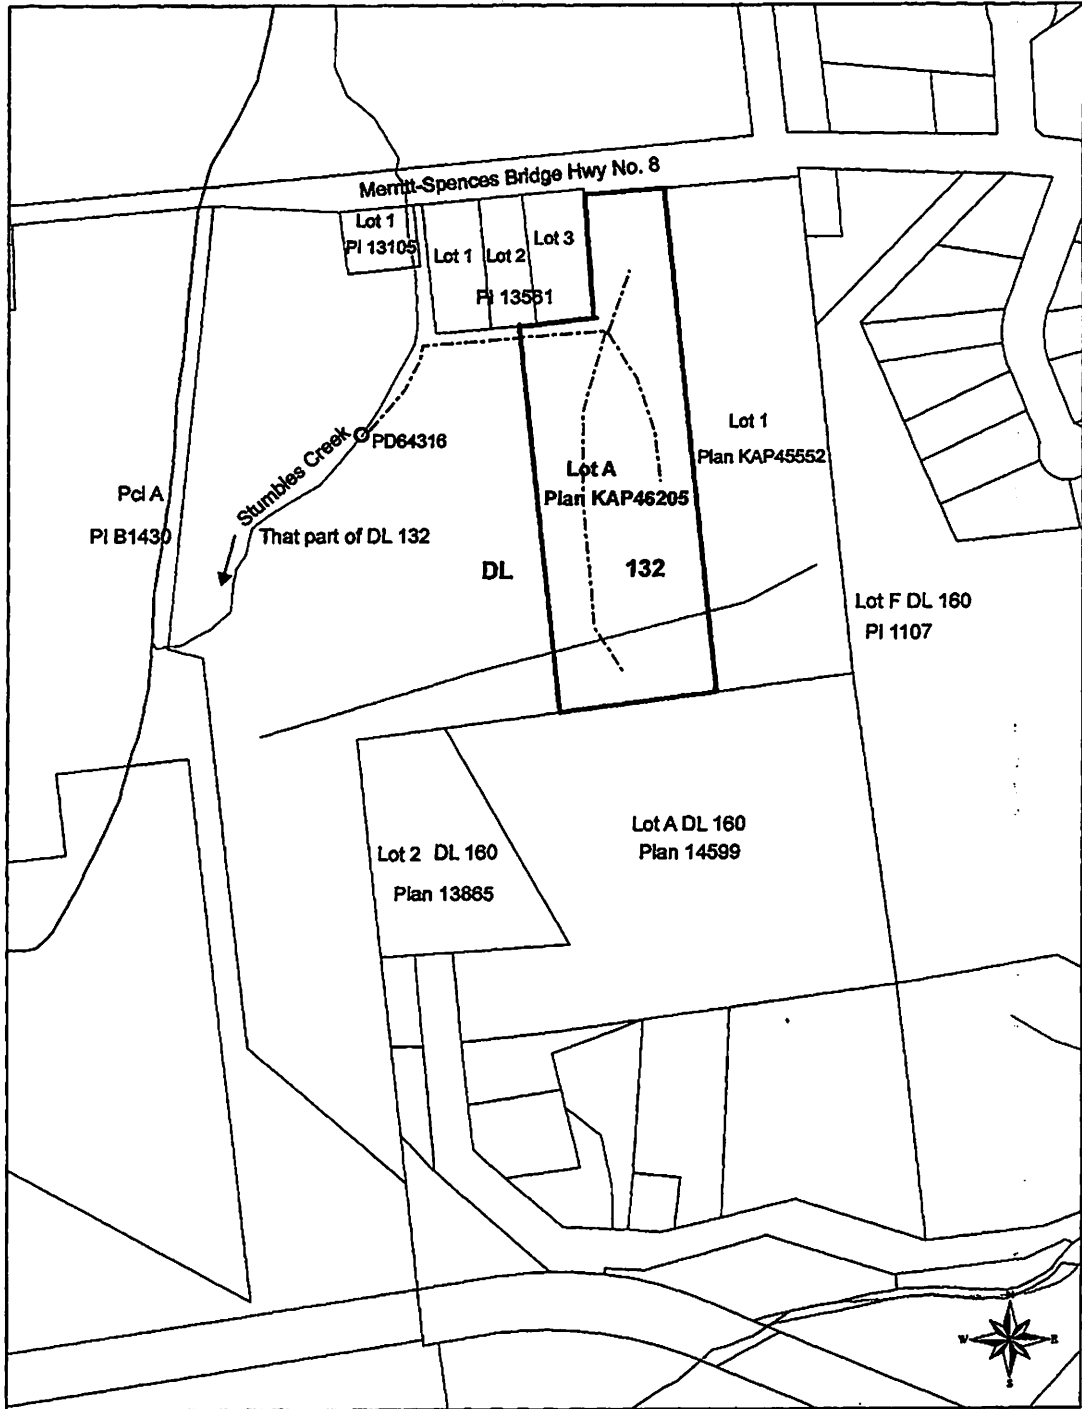 Merritt-Spences Bridge Hwy No. 8
Lot 1
Pl 13105
Lot 1
Lot 2
Lot 3
Pl 13561
Stumbles Creek
PD64316
Lot 1
Plan KAP45552
Lot A
Plan KAP46205
Pcl A
Pl B1430
That part of DL 132
DL
132
Lot F DL 160
Pl 1107
Lot A DL 160
Plan 14599
Lot 2 DL 160
Plan 13865
N
W
E
S